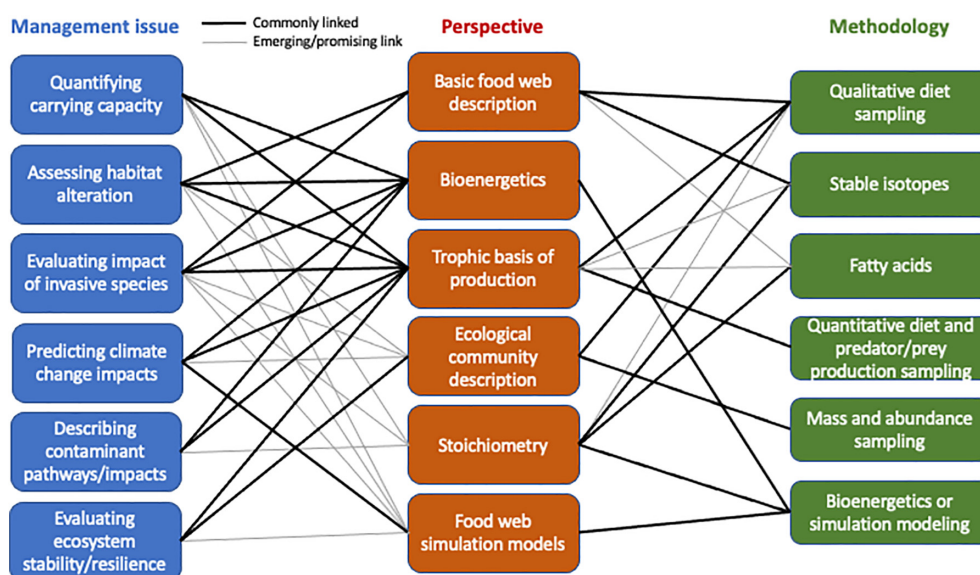 Management issue
Commonly linked
Emerging/promising link
Perspective
Methodology
Quantifying
carrying capacity
Assessing habitat
alteration
Evaluating impact
of invasive species
Predicting climate
change impacts
Describing
contaminant
pathways/impacts
Evaluating
ecosystem
stability/resilience
Basic food web
description
Bioenergetics
Trophic basis of
production
Ecological
community
description
Stoichiometry
Food web
simulation models
Qualitative diet
sampling
Stable isotopes
Fatty acids
Quantitative diet and
predator/prey
production sampling
Mass and abundance
sampling
Bioenergetics or
simulation modeling